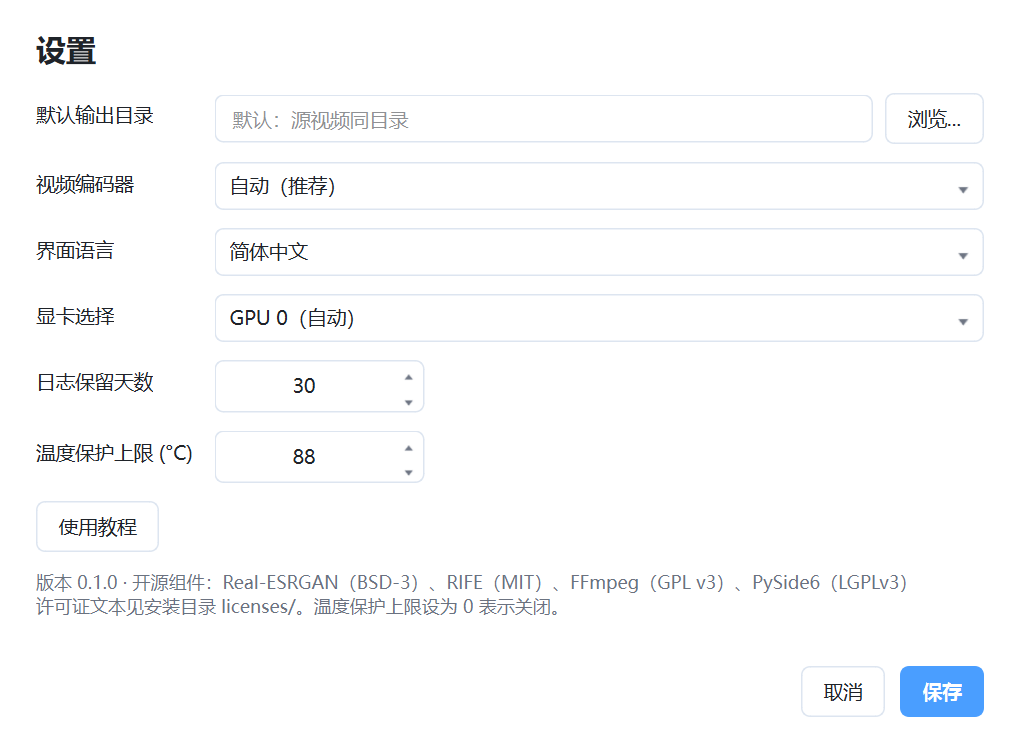 设置
默认输出目录
默认：源视频同目录
浏览...
视频编码器
自动（推荐）
界面语言
简体中文
显卡选择
GPU 0（自动）
日志保留天数
30
温度保护上限 (°C)
88
使用教程
版本 0.1.0 · 开源组件：Real-ESRGAN（BSD-3）、RIFE（MIT）、FFmpeg（GPL v3）、PySide6（LGPLv3）
许可证文本见安装目录 licenses/。温度保护上限设为 0 表示关闭。
取消
保存